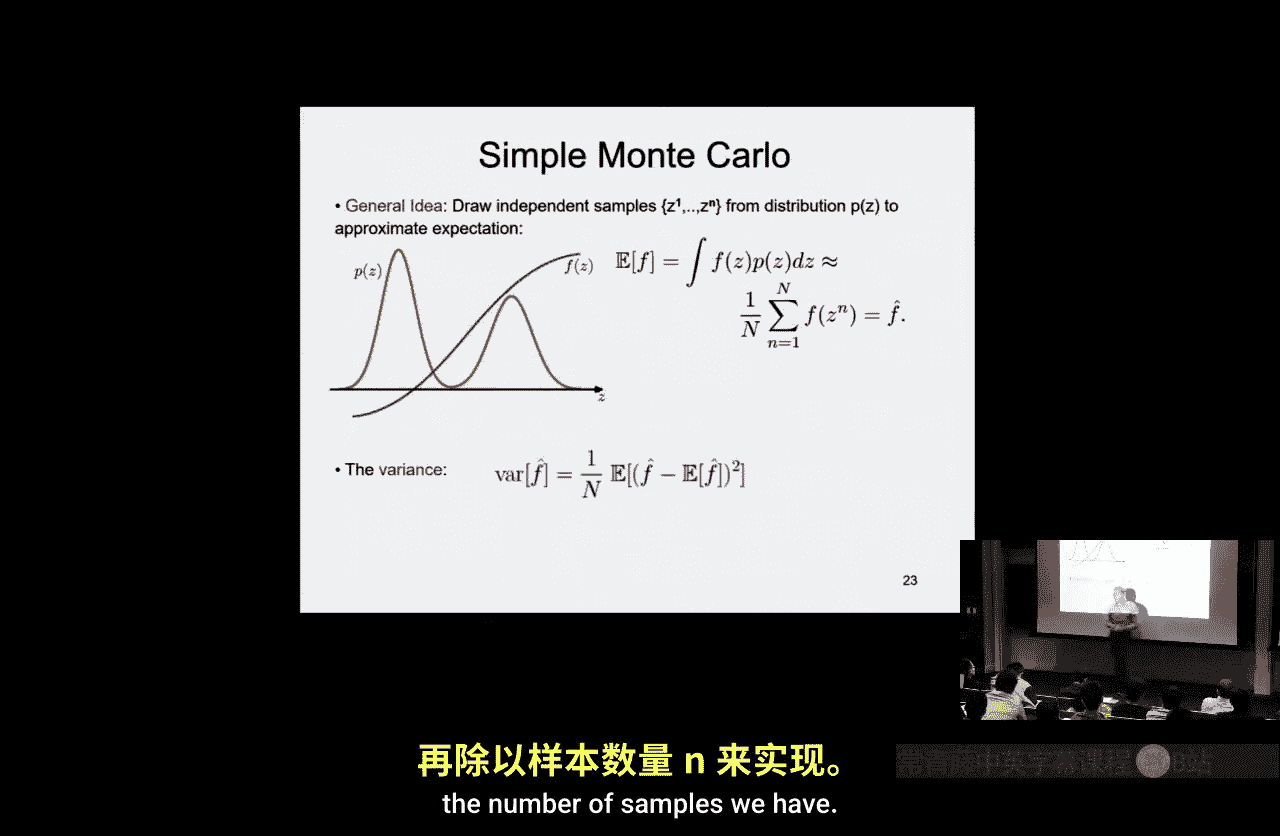 Simple Monte Carlo
• General Idea: Draw independent samples {z¹,..,zⁿ} from distribution p(z) to
approximate expectation:
p(z)
f(z)
z
𝔼[f] = ∫ f(z)p(z)dz ≈
1/N ∑_{n=1}^{N} f(zⁿ) = f̂.
• The variance:
var[f̂] = 1/N 𝔼[(f̂ − 𝔼[f̂])²]
23
再除以样本数量 n 来实现。
the number of samples we have.